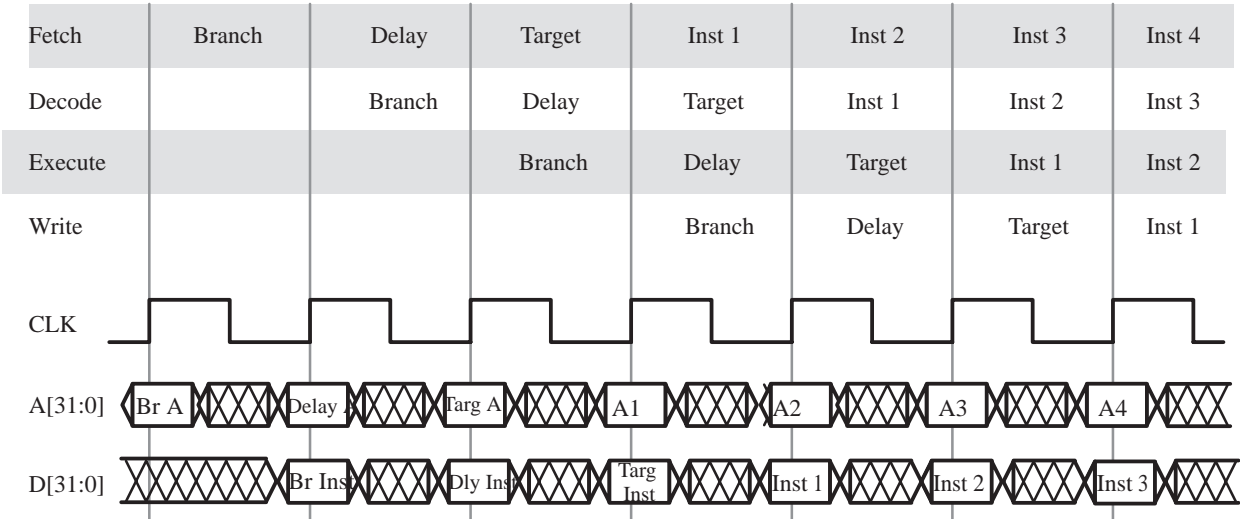 Fetch Branch Delay Target Inst 1 Inst 2 Inst 3 Inst 4
Decode Branch Delay Target Inst 1 Inst 2 Inst 3
Execute Branch Delay Target Inst 1 Inst 2
Write Branch Delay Target Inst 1
CLK
A[31:0] Br A Delay A Targ A A1 A2 A3 A4
D[31:0] Br Inst Dly Inst Targ Inst Inst 1 Inst 2 Inst 3